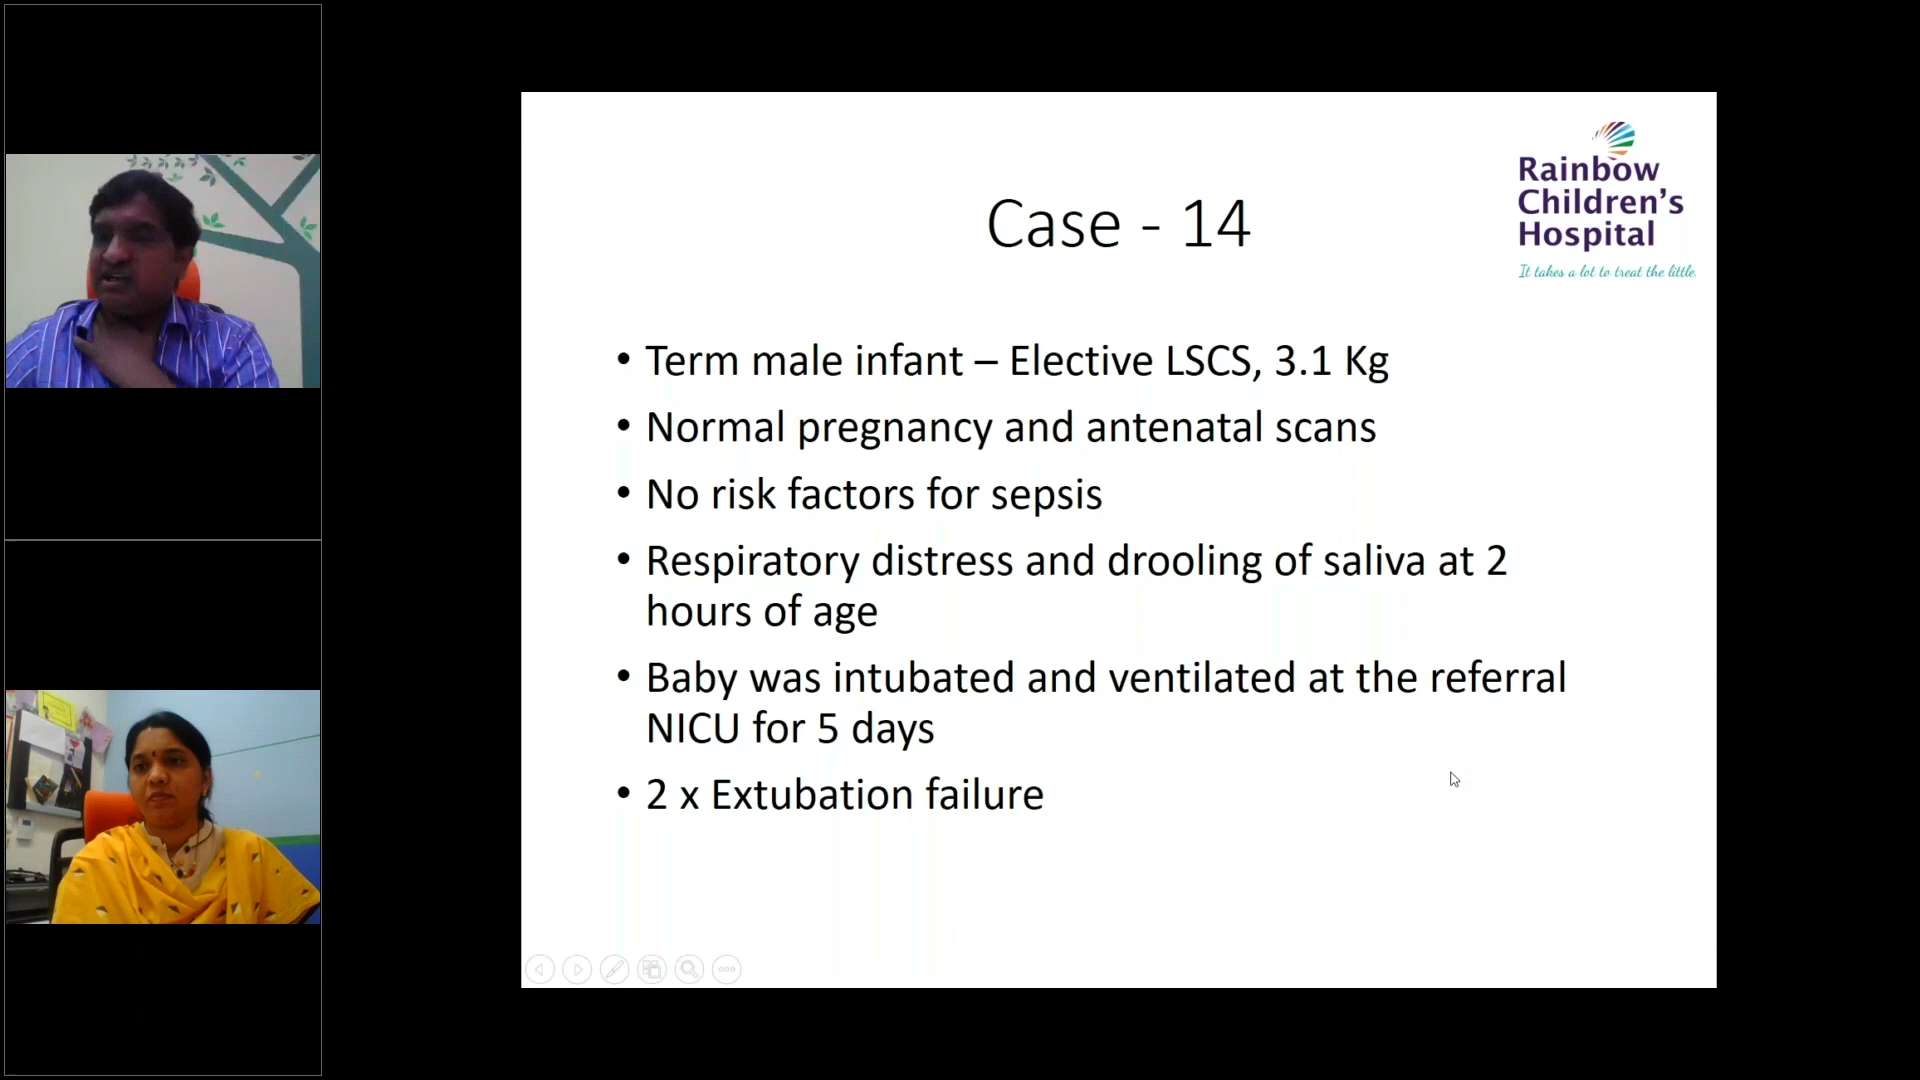 Rainbow
Children's
Hospital
It takes a lot to treat the little.
Case - 14
• Term male infant – Elective LSCS, 3.1 Kg
• Normal pregnancy and antenatal scans
• No risk factors for sepsis
• Respiratory distress and drooling of saliva at 2
hours of age
• Baby was intubated and ventilated at the referral
NICU for 5 days
• 2 x Extubation failure